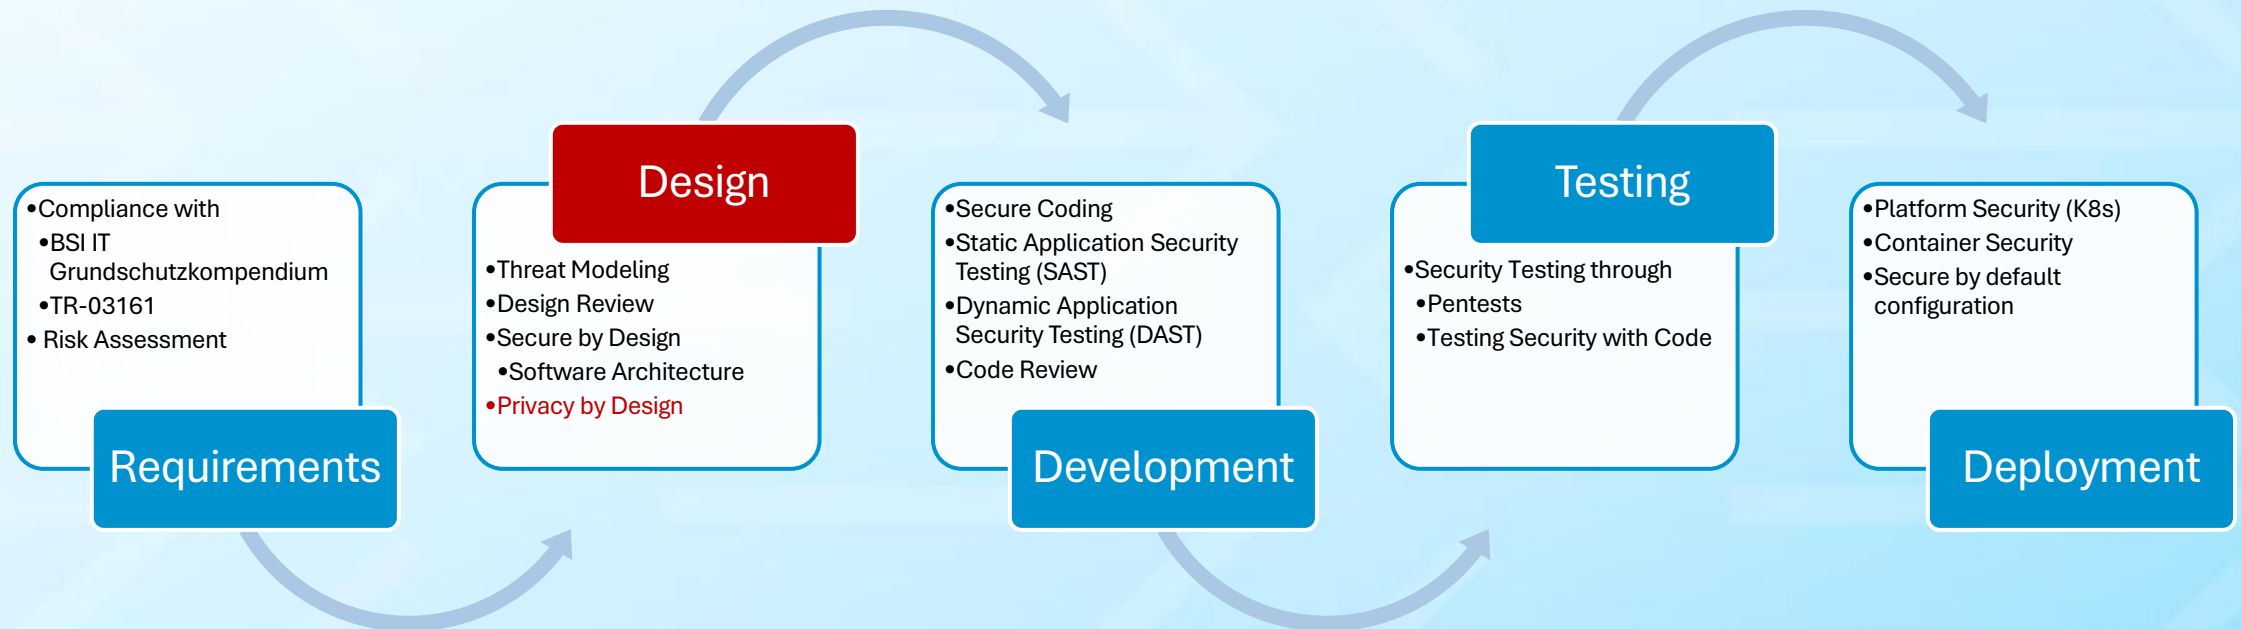 •Compliance with
•BSI IT
Grundschutzkompendium
•TR-03161
• Risk Assessment
Requirements
Design
•Threat Modeling
•Design Review
•Secure by Design
•Software Architecture
•Privacy by Design
•Secure Coding
•Static Application Security
Testing (SAST)
•Dynamic Application
Security Testing (DAST)
•Code Review
Development
Testing
•Security Testing through
•Pentests
•Testing Security with Code
•Platform Security (K8s)
•Container Security
•Secure by default
configuration
Deployment